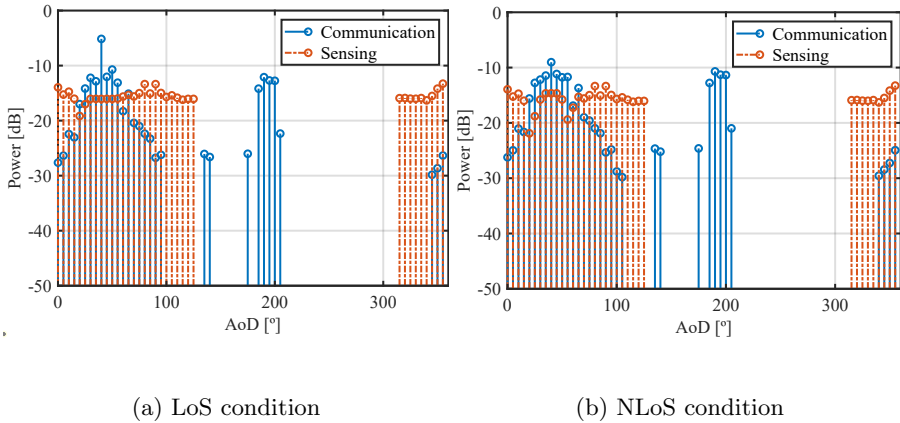 0
-10
-20
-30
-40
-50
Power [dB]
0
100
200
300
AoD [º]
Communication
Sensing
(a) LoS condition
0
-10
-20
-30
-40
-50
Power [dB]
0
100
200
300
AoD [º]
Communication
Sensing
(b) NLoS condition